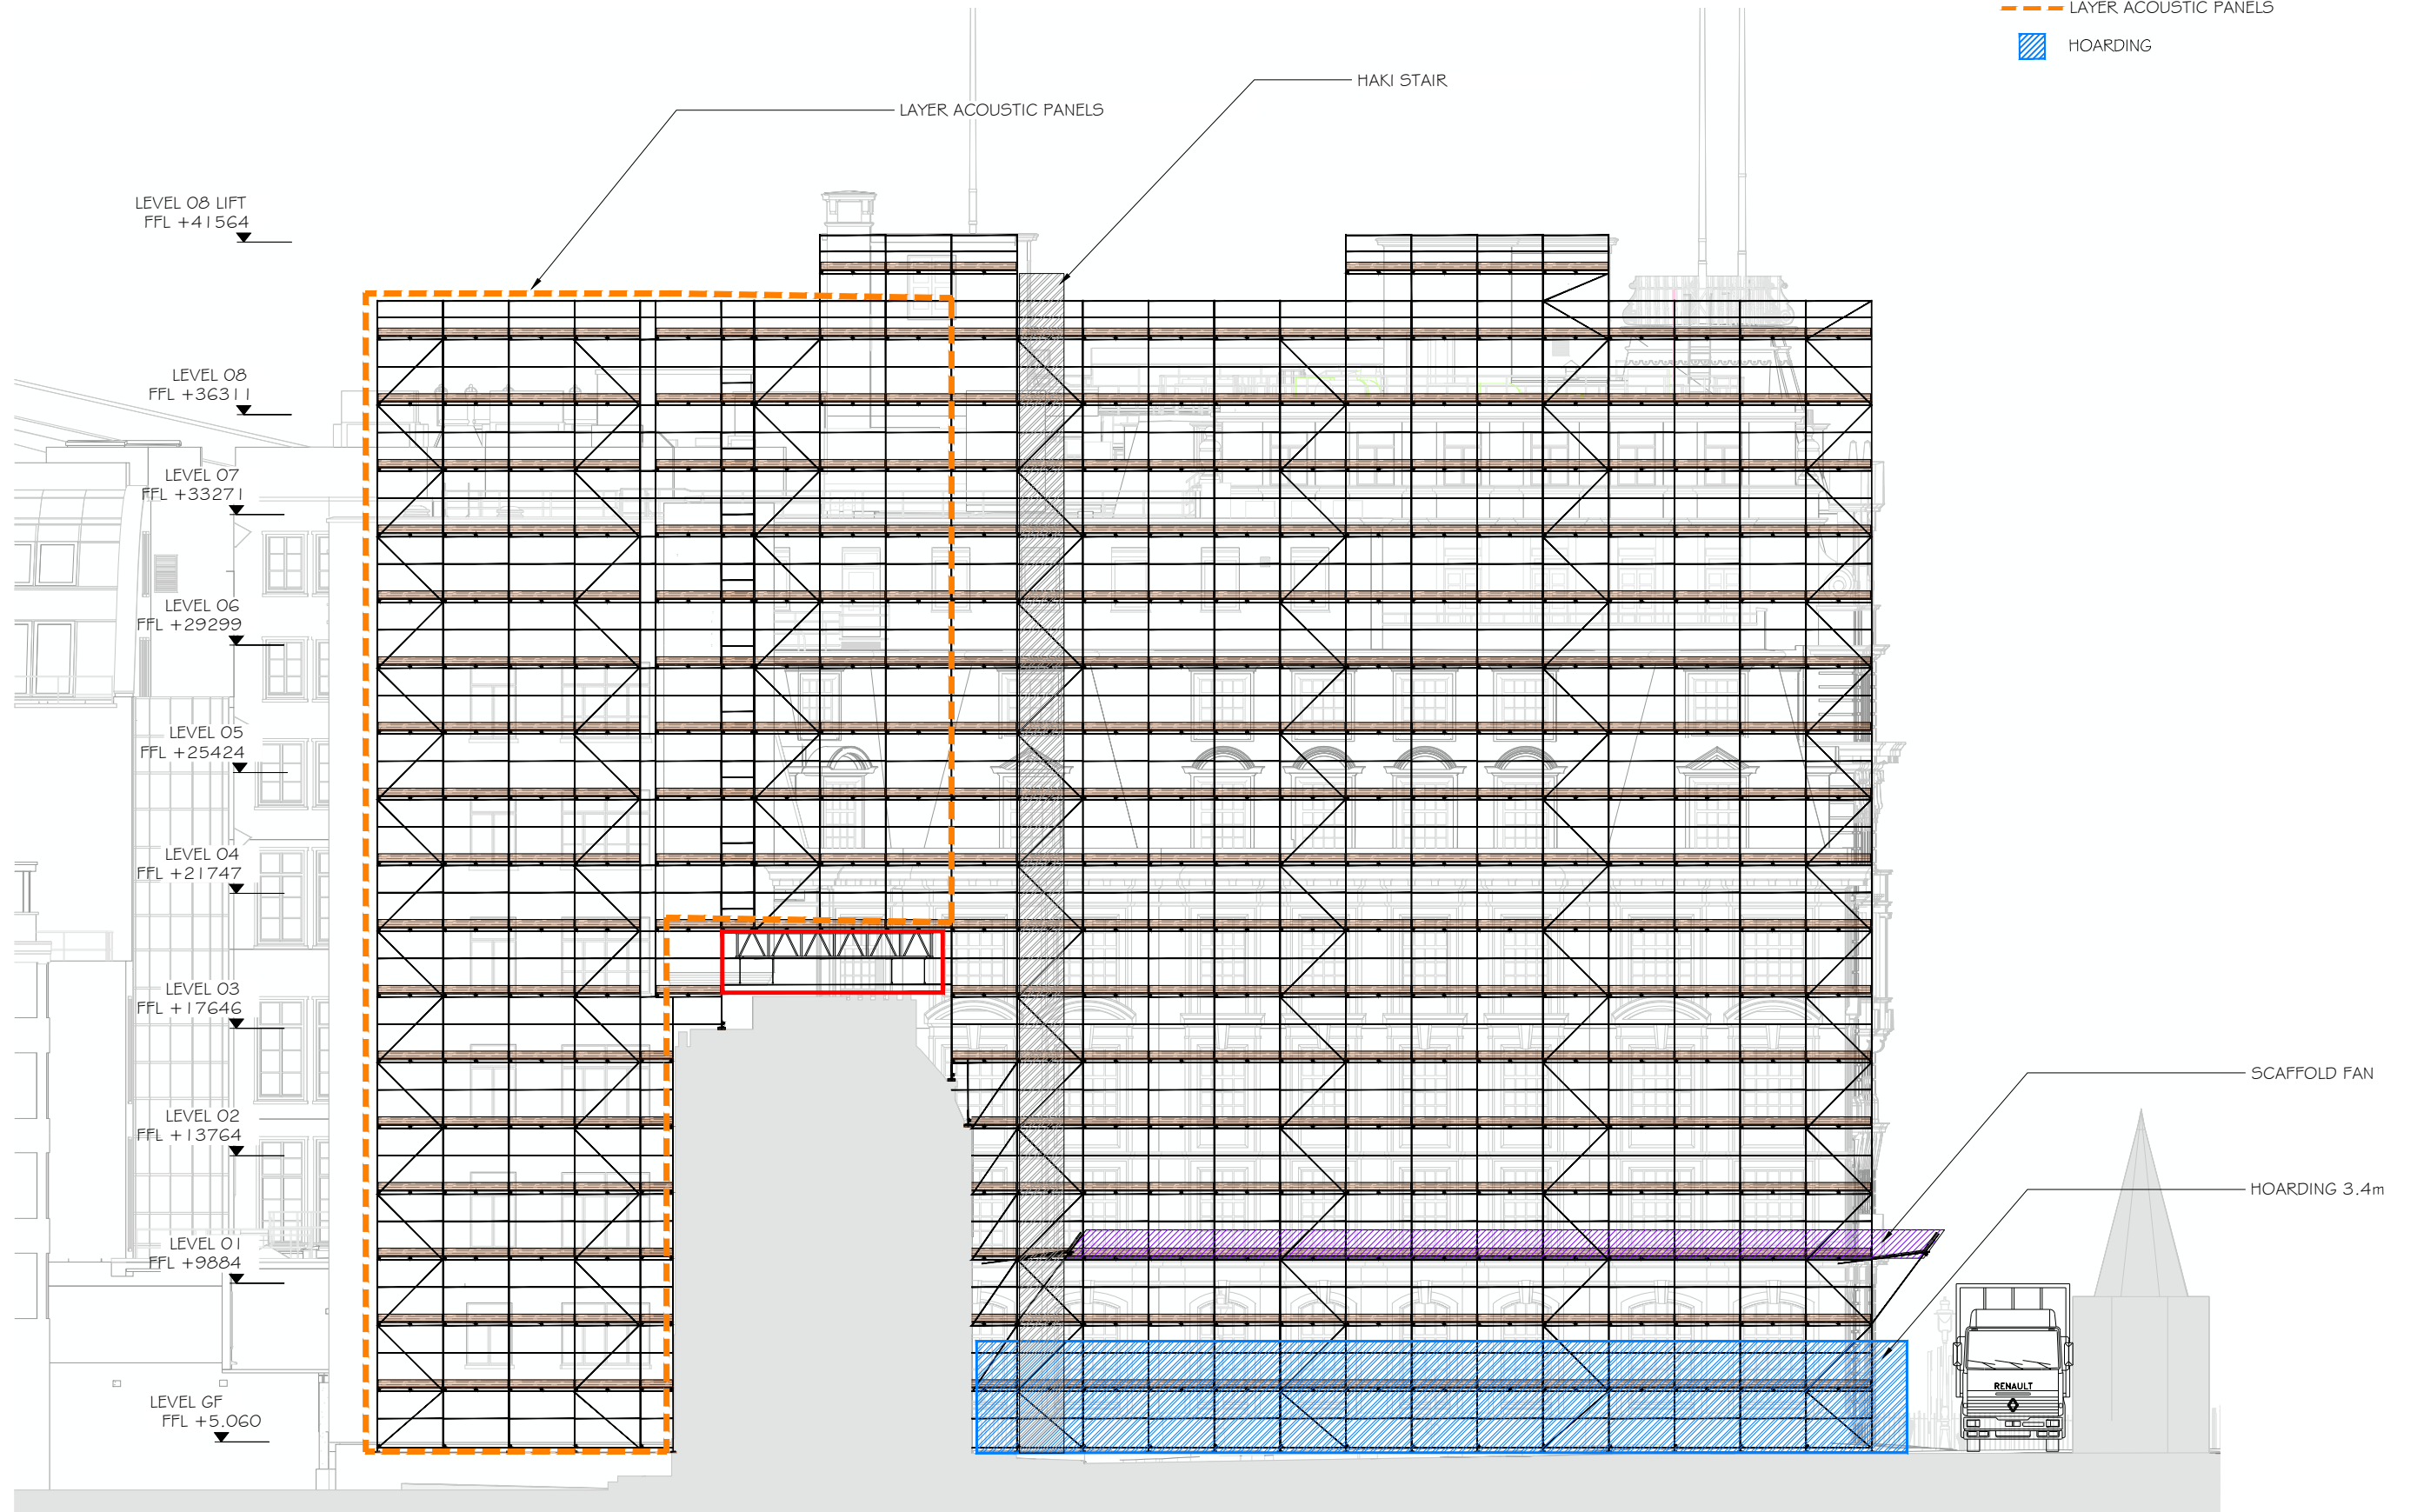 LAYER ACOUSTIC PANELS
HOARDING
HAKI STAIR
LAYER ACOUSTIC PANELS
LEVEL 08 LIFT
FFL +41564
LEVEL 08
FFL +36311
LEVEL 07
FFL +33271
LEVEL 06
FFL +29299
LEVEL 05
FFL +25424
LEVEL 04
FFL +21747
LEVEL 03
FFL +17646
LEVEL 02
FFL +13764
LEVEL 01
FFL +9884
LEVEL GF
FFL +5.060
SCAFFOLD FAN
HOARDING 3.4m
RENAULT